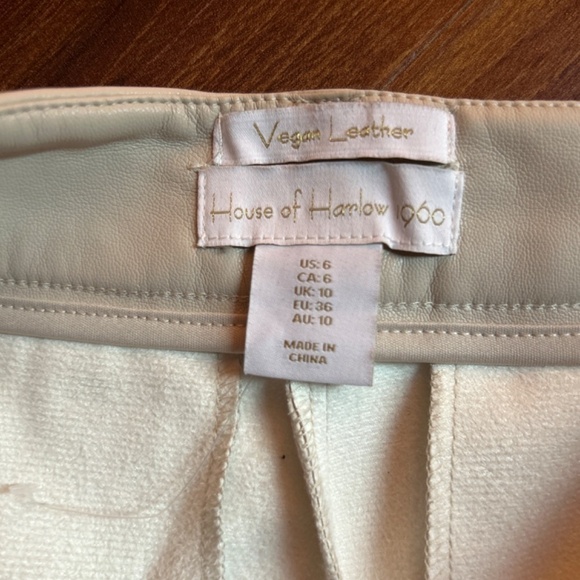 Vegan Leather
House of Harlow 1960
US: 6
CA: 6
UK: 10
EU: 36
AU: 10
MADE IN
CHINA